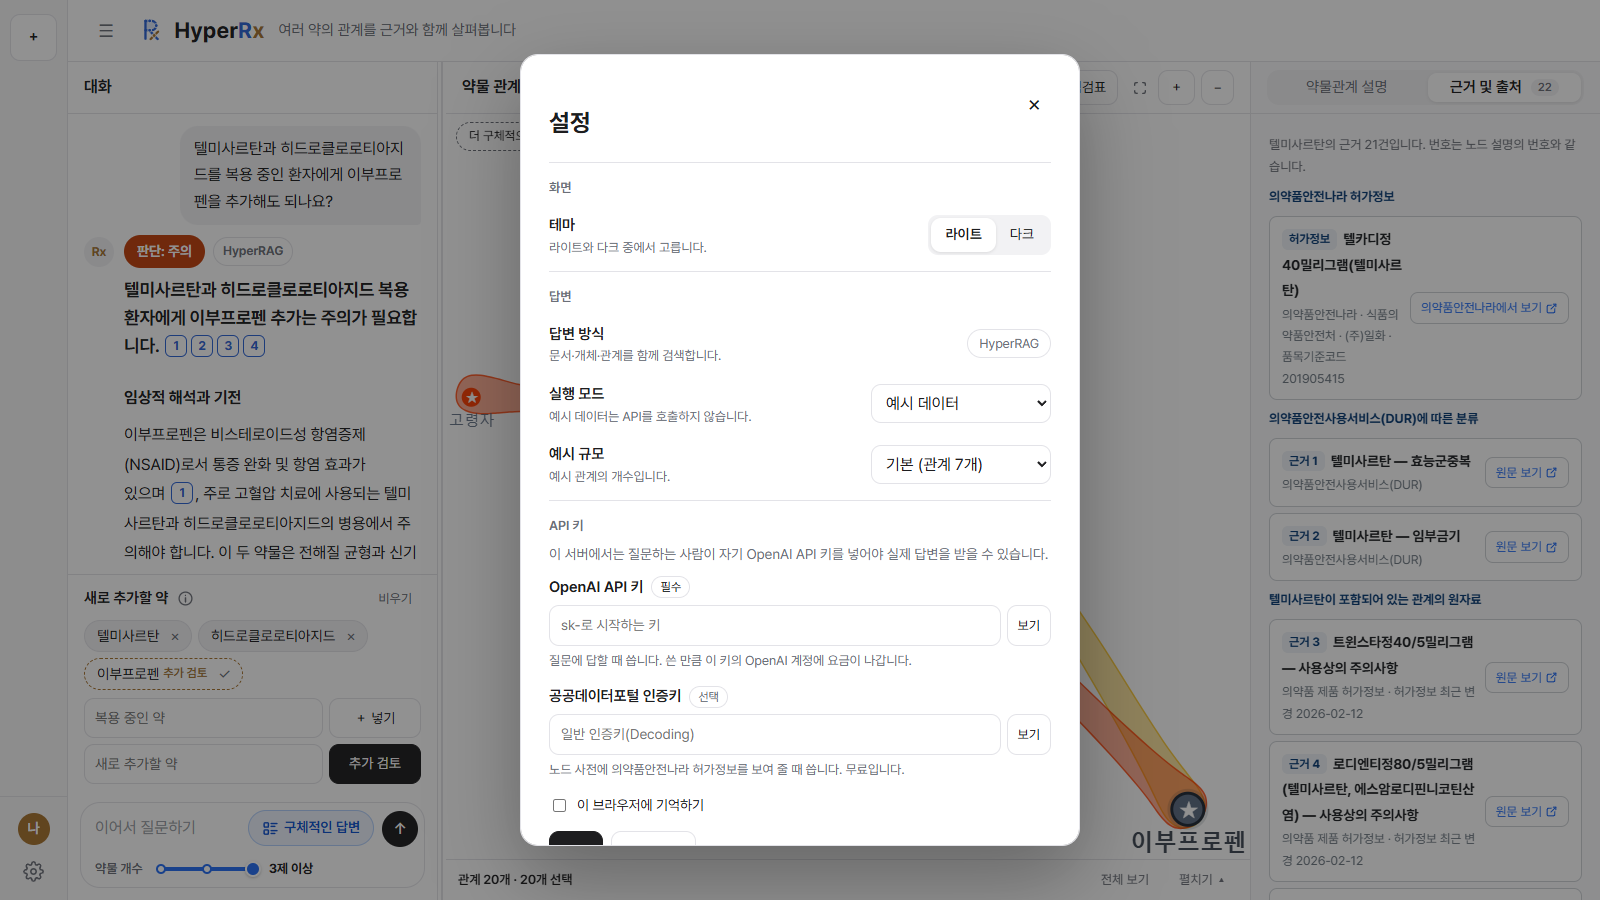 +
☰
HyperRx
여러 약의 관계를 근거와 함께 살펴봅니다
대화
텔미사르탄과 히드로클로로티아지
드를 복용 중인 환자에게 이부프로
펜을 추가해도 되나요?
Rx
판단: 주의
HyperRAG
텔미사르탄과 히드로클로로티아지드 복용
환자에게 이부프로펜 추가는 주의가 필요합
니다. 1 2 3 4
임상적 해석과 기전
이부프로펜은 비스테로이드성 항염증제
(NSAID)로서 통증 완화 및 항염 효과가
있으며 1 , 주로 고혈압 치료에 사용되는 텔미
사르탄과 히드로클로로티아지드의 병용에서 주
의해야 합니다. 이 두 약물은 전해질 균형과 신기
새로 추가할 약
비우기
텔미사르탄 ×
히드로클로로티아지드 ×
이부프로펜 추가 검토 ✓
복용 중인 약
+ 넣기
새로 추가할 약
추가 검토
이어서 질문하기
구체적인 답변
약물 개수
3제 이상
나
약물 관계
검표
+
−
더 구체적으
고령자
이부프로펜
관계 20개 · 20개 선택
전체 보기
펼치기 ▲
설정
×
화면
테마
라이트와 다크 중에서 고릅니다.
라이트
다크
답변
답변 방식
문서·개체·관계를 함께 검색합니다.
HyperRAG
실행 모드
예시 데이터는 API를 호출하지 않습니다.
예시 데이터
예시 규모
예시 관계의 개수입니다.
기본 (관계 7개)
API 키
이 서버에서는 질문하는 사람이 자기 OpenAI API 키를 넣어야 실제 답변을 받을 수 있습니다.
OpenAI API 키 필수
sk-로 시작하는 키
보기
질문에 답할 때 씁니다. 쓴 만큼 이 키의 OpenAI 계정에 요금이 나갑니다.
공공데이터포털 인증키 선택
일반 인증키(Decoding)
보기
노드 사전에 의약품안전나라 허가정보를 보여 줄 때 씁니다. 무료입니다.
이 브라우저에 기억하기
약물관계 설명
근거 및 출처 22
텔미사르탄의 근거 21건입니다. 번호는 노드 설명의 번호와 같
습니다.
의약품안전나라 허가정보
허가정보 텔카디정
40밀리그램(텔미사르
탄)
의약품안전나라 · 식품의
약품안전처 · (주)일화 ·
품목기준코드
201905415
의약품안전나라에서 보기
의약품안전사용서비스(DUR)에 따른 분류
근거 1 텔미사르탄 — 효능군중복
의약품안전사용서비스(DUR)
원문 보기
근거 2 텔미사르탄 — 임부금기
의약품안전사용서비스(DUR)
원문 보기
텔미사르탄이 포함되어 있는 관계의 원자료
근거 3 트윈스타정40/5밀리그램
— 사용상의 주의사항
의약품 제품 허가정보 · 허가정보 최근 변
경 2026-02-12
원문 보기
근거 4 로디엔티정80/5밀리그램
(텔미사르탄, 에스암로디핀니코틴산
염) — 사용상의 주의사항
의약품 제품 허가정보 · 허가정보 최근 변
경 2026-02-12
원문 보기